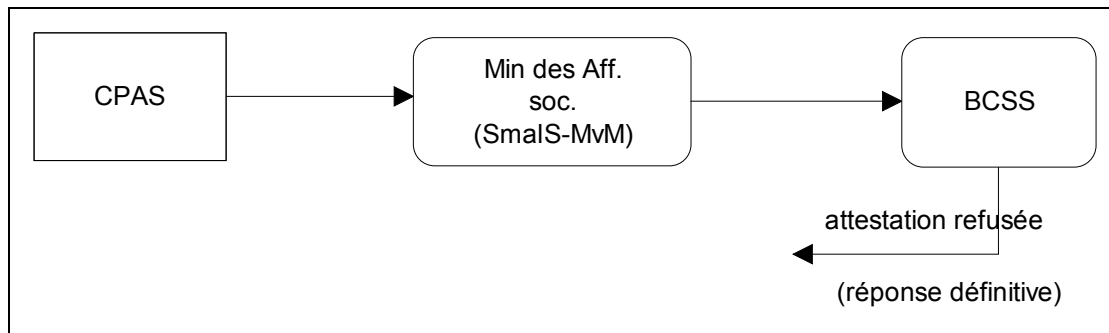 CPAS
Min des Aff.
soc.
(SmalS-MvM)
BCSS
attestation refusée
(réponse définitive)